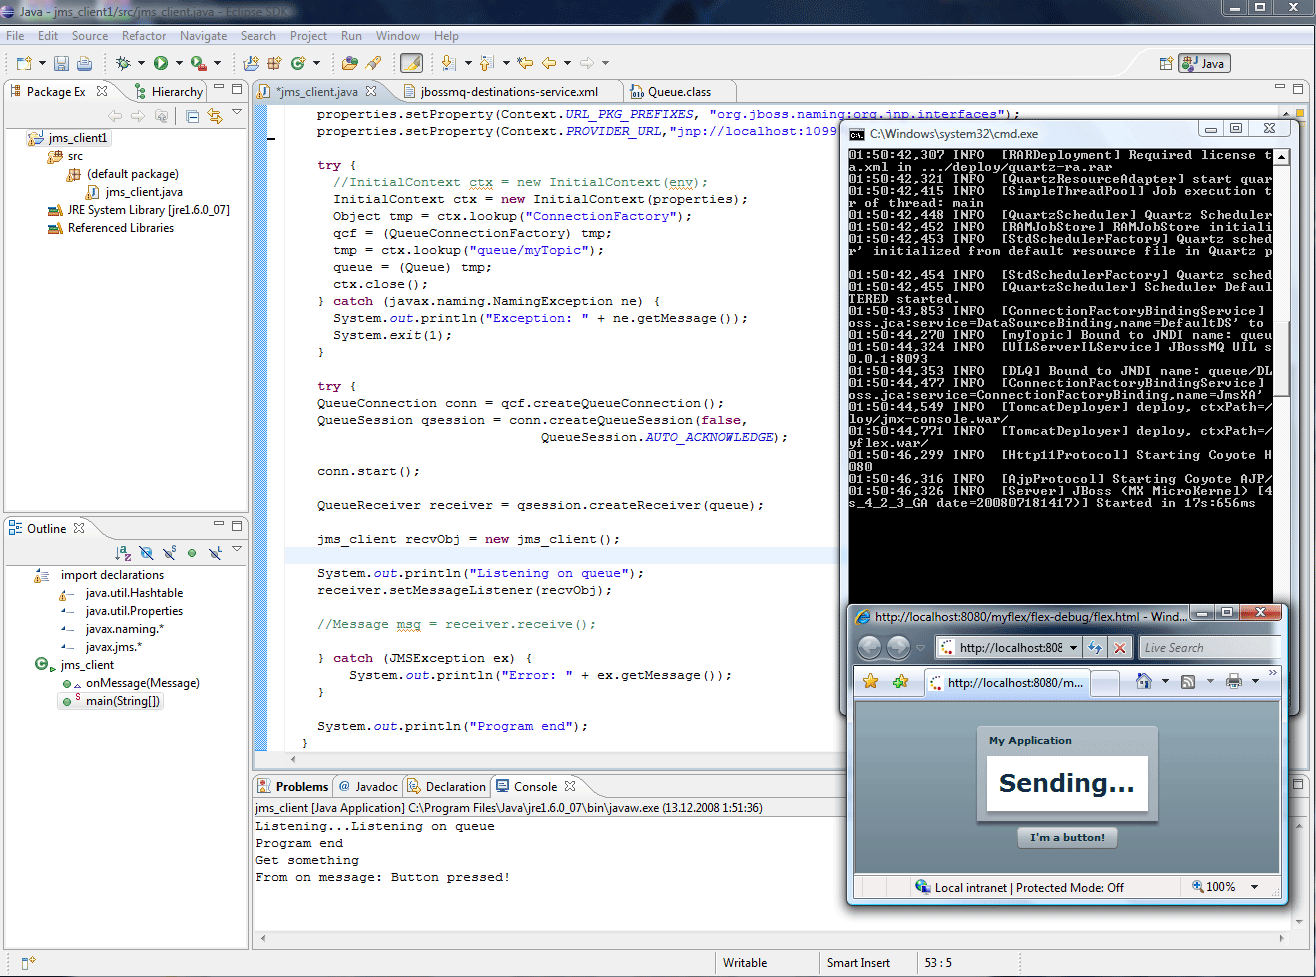 Java - jms_client1/src/jms_client.java - Eclipse SDK
File Edit Source Refactor Navigate Search Project Run Window Help
Java
Package Ex
Hierarchy
jms_client1
src
(default package)
jms_client.java
JRE System Library [jre1.6.0_07]
Referenced Libraries
Outline
import declarations
java.util.Hashtable
java.util.Properties
javax.naming.*
javax.jms.*
jms_client
onMessage(Message)
main(String[])
*jms_client.java
jbossmq-destinations-service.xml
Queue.class
properties.setProperty(Context.URL_PKG_PREFIXES, "org.jboss.naming:org.jnp.interfaces");
properties.setProperty(Context.PROVIDER_URL,"jnp://localhost:1099
try {
//InitialContext ctx = new InitialContext(env);
InitialContext ctx = new InitialContext(properties);
Object tmp = ctx.lookup("ConnectionFactory");
qcf = (QueueConnectionFactory) tmp;
tmp = ctx.lookup("queue/myTopic");
queue = (Queue) tmp;
ctx.close();
} catch (javax.naming.NamingException ne) {
System.out.println("Exception: " + ne.getMessage());
System.exit(1);
}
try {
QueueConnection conn = qcf.createQueueConnection();
QueueSession qsession = conn.createQueueSession(false,
QueueSession.AUTO_ACKNOWLEDGE);
conn.start();
QueueReceiver receiver = qsession.createReceiver(queue);
jms_client recvObj = new jms_client();
System.out.println("Listening on queue");
receiver.setMessageListener(recvObj);
//Message msg = receiver.receive();
} catch (JMSException ex) {
System.out.println("Error: " + ex.getMessage());
}
System.out.println("Program end");
}
Problems
@ Javadoc
Declaration
Console
jms_client [Java Application] C:\Program Files\Java\jre1.6.0_07\bin\javaw.exe (13.12.2008 1:51:36)
Listening...Listening on queue
Program end
Get something
From on message: Button pressed!
Writable
Smart Insert
53 : 5
C:\Windows\system32\cmd.exe
01:50:42,307 INFO [RARDeployment] Required license t
a.xml in .../deploy/quartz-ra.rar
01:50:42,321 INFO [QuartzResourceAdapter] start quar
01:50:42,415 INFO [SimpleThreadPool] Job execution t
r of thread: main
01:50:42,448 INFO [QuartzScheduler] Quartz Scheduler
01:50:42,452 INFO [RAMJobStore] RAMJobStore initiali
01:50:42,453 INFO [StdSchedulerFactory] Quartz sched
r' initialized from default resource file in Quartz p
01:50:42,454 INFO [StdSchedulerFactory] Quartz sched
01:50:42,455 INFO [QuartzScheduler] Scheduler Defaul
TERED started.
01:50:43,853 INFO [ConnectionFactoryBindingService]
oss.jca:service=DataSourceBinding,name=DefaultDS' to
01:50:44,270 INFO [myTopic] Bound to JNDI name: queu
01:50:44,324 INFO [UILServerILService] JBossMQ UIL s
0.0.1:8093
01:50:44,353 INFO [DLQ] Bound to JNDI name: queue/DL
01:50:44,477 INFO [ConnectionFactoryBindingService]
oss.jca:service=ConnectionFactoryBinding,name=JmsXA'
01:50:44,549 INFO [TomcatDeployer] deploy, ctxPath=/
loy/jmx-console.war/
01:50:44,771 INFO [TomcatDeployer] deploy, ctxPath=/
yflex.war/
01:50:46,299 INFO [Http11Protocol] Starting Coyote H
080
01:50:46,316 INFO [AjpProtocol] Starting Coyote AJP/
01:50:46,326 INFO [Server] JBoss (MX MicroKernel) [4
s_4_2_3_GA date=200807181417)] Started in 17s:656ms
http://localhost:8080/myflex/flex-debug/flex.html - Wind...
http://localhost:808
Live Search
http://localhost:8080/m...
My Application
Sending...
I'm a button!
Local intranet | Protected Mode: Off
100%